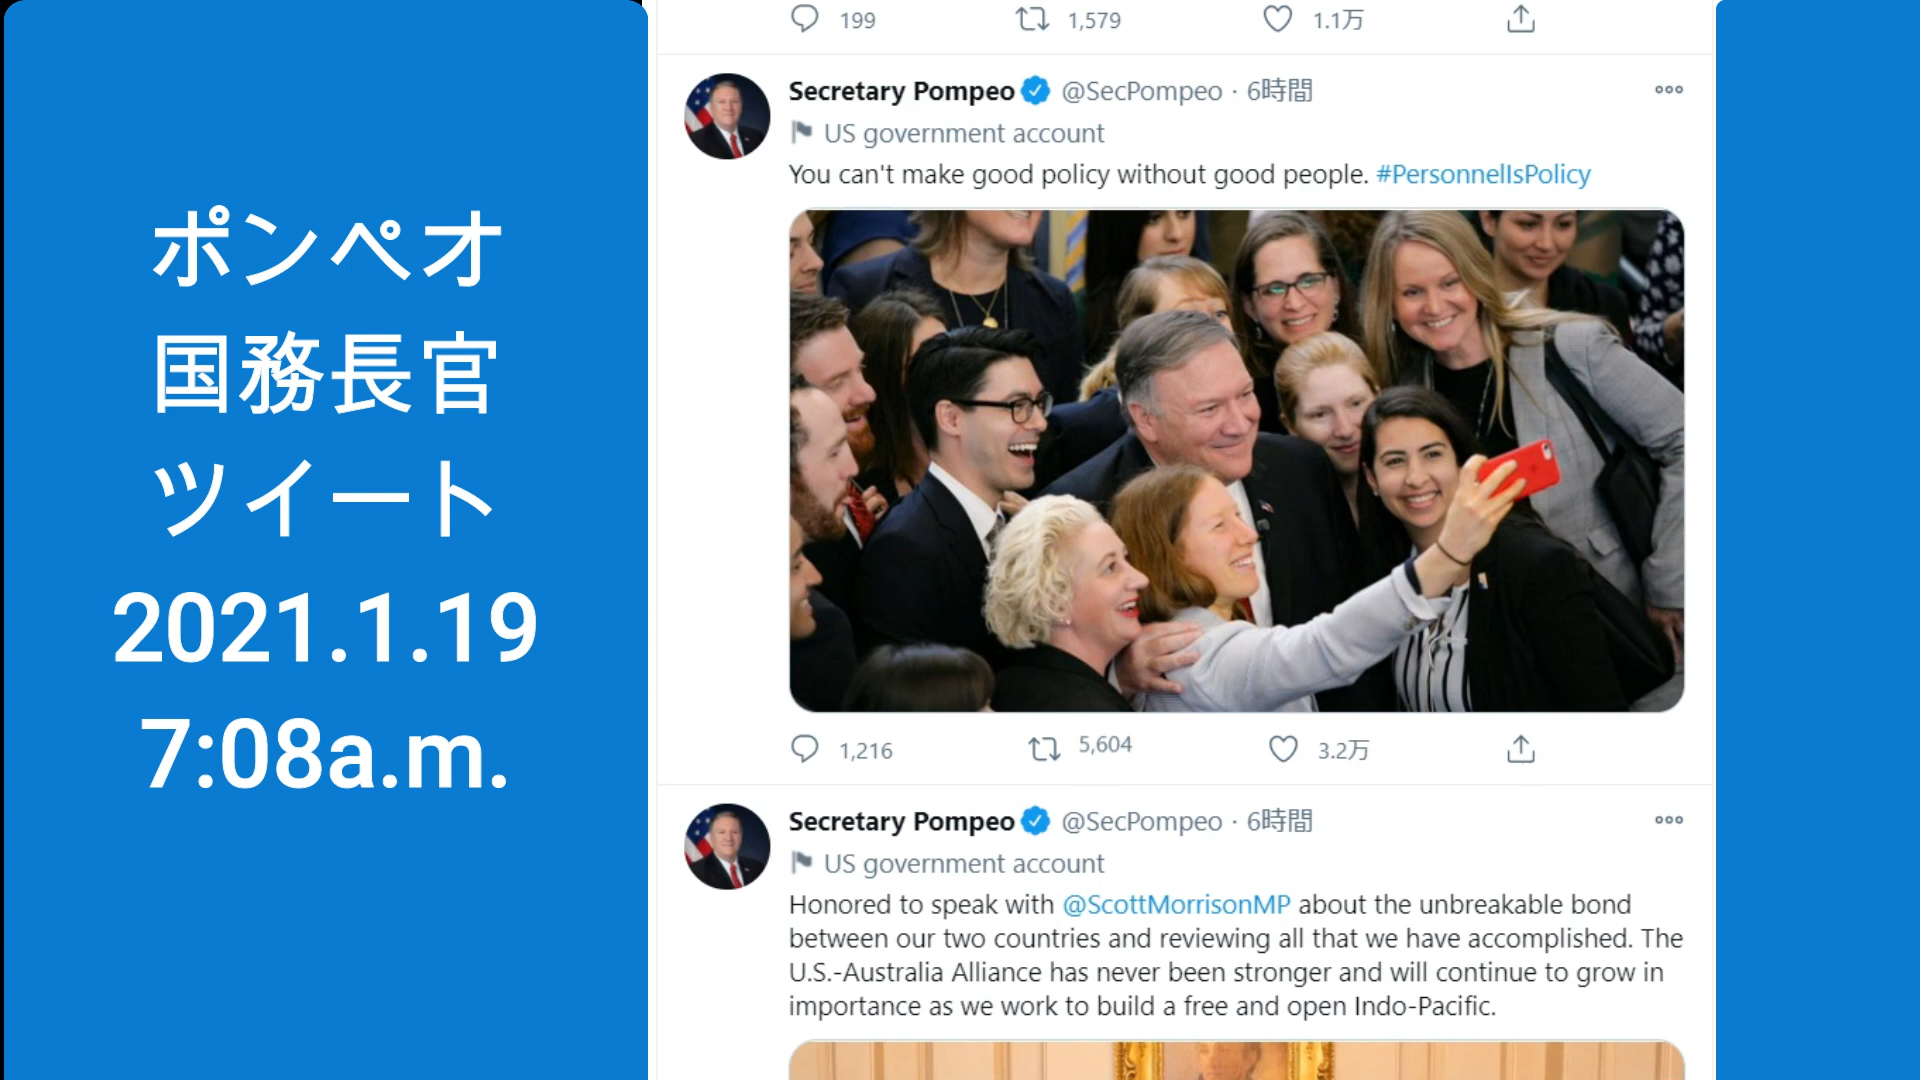 ポンペオ
国務長官
ツイート
2021.1.19
7:08a.m.
199 1,579 1.1万
Secretary Pompeo @SecPompeo · 6時間
US government account
You can't make good policy without good people. #PersonnelIsPolicy
1,216 5,604 3.2万
Secretary Pompeo @SecPompeo · 6時間
US government account
Honored to speak with @ScottMorrisonMP about the unbreakable bond
between our two countries and reviewing all that we have accomplished. The
U.S.-Australia Alliance has never been stronger and will continue to grow in
importance as we work to build a free and open Indo-Pacific.